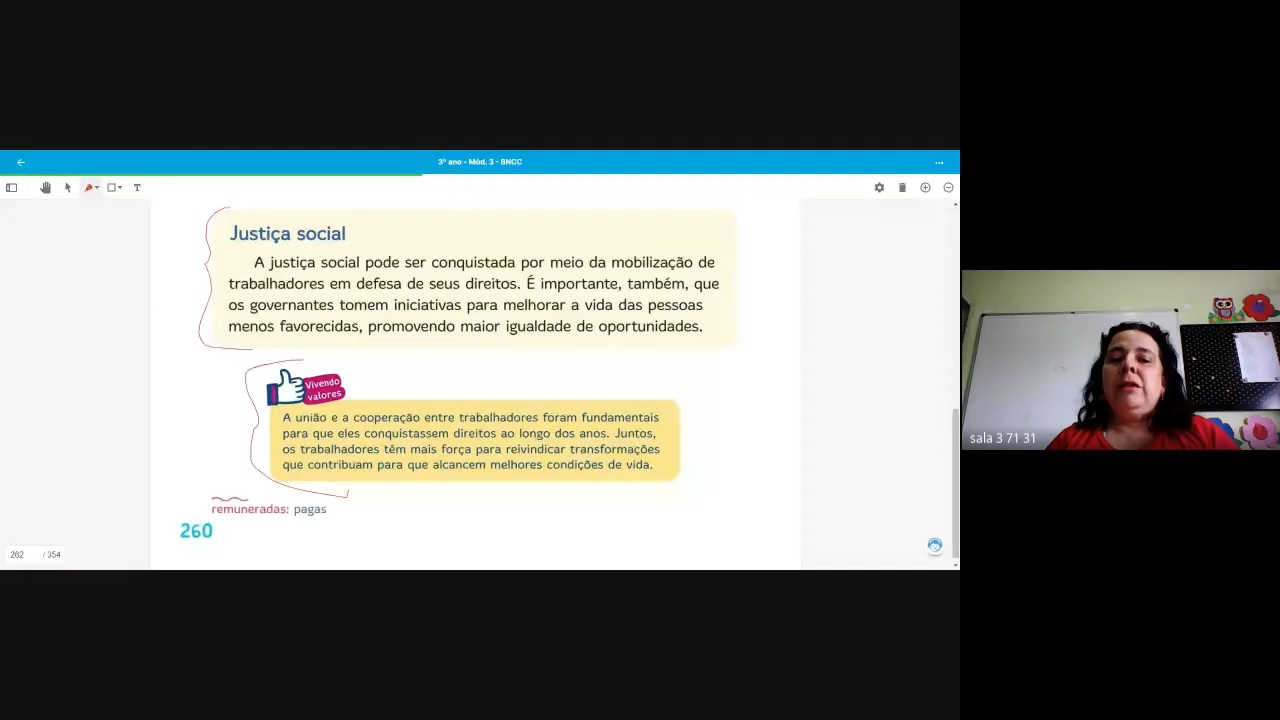 3º ano - Mód. 3 - BNCC
T
Justiça social
A justiça social pode ser conquistada por meio da mobilização de
trabalhadores em defesa de seus direitos. É importante, também, que
os governantes tomem iniciativas para melhorar a vida das pessoas
menos favorecidas, promovendo maior igualdade de oportunidades.
Vivendo
valores
A união e a cooperação entre trabalhadores foram fundamentais
para que eles conquistassem direitos ao longo dos anos. Juntos,
os trabalhadores têm mais força para reivindicar transformações
que contribuam para que alcancem melhores condições de vida.
remuneradas: pagas
260
262 / 354
sala 3 71 31